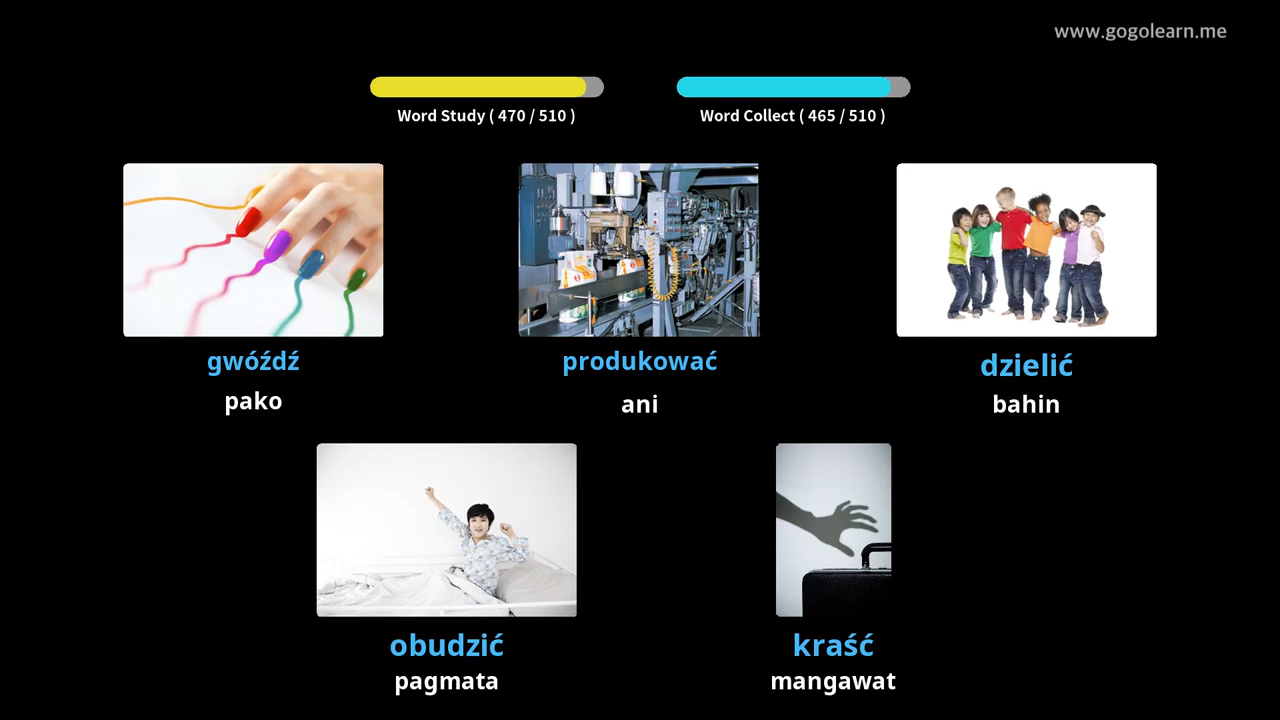 www.gogolearn.me
Word Study ( 470 / 510 )
Word Collect ( 465 / 510 )
gwóźdź
pako
produkować
ani
dzielić
bahin
obudzić
pagmata
kraść
mangawat